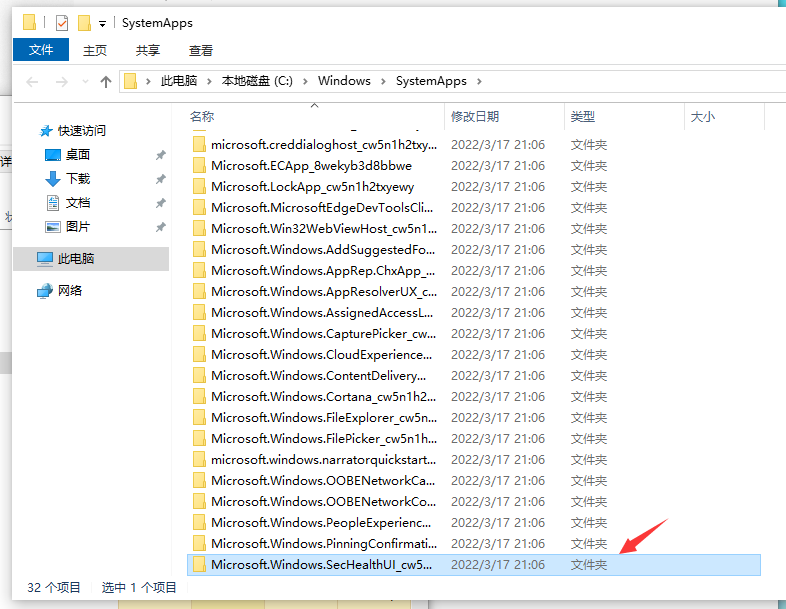 SystemApps
文件 主页 共享 查看
此电脑 本地磁盘 (C:) Windows SystemApps
名称 修改日期 类型 大小
快速访问
桌面
下载
文档
图片
此电脑
网络
microsoft.creddialoghost_cw5n1h2txy... 2022/3/17 21:06 文件夹
Microsoft.ECApp_8wekyb3d8bbwe 2022/3/17 21:06 文件夹
Microsoft.LockApp_cw5n1h2txyewy 2022/3/17 21:06 文件夹
Microsoft.MicrosoftEdgeDevToolsCli... 2022/3/17 21:06 文件夹
Microsoft.Win32WebViewHost_cw5n1... 2022/3/17 21:06 文件夹
Microsoft.Windows.AddSuggestedFo... 2022/3/17 21:06 文件夹
Microsoft.Windows.AppRep.ChxApp_... 2022/3/17 21:06 文件夹
Microsoft.Windows.AppResolverUX_c... 2022/3/17 21:06 文件夹
Microsoft.Windows.AssignedAccessL... 2022/3/17 21:06 文件夹
Microsoft.Windows.CapturePicker_cw... 2022/3/17 21:06 文件夹
Microsoft.Windows.CloudExperience... 2022/3/17 21:06 文件夹
Microsoft.Windows.ContentDelivery... 2022/3/17 21:06 文件夹
Microsoft.Windows.Cortana_cw5n1h2... 2022/3/17 21:06 文件夹
Microsoft.Windows.FileExplorer_cw5n... 2022/3/17 21:06 文件夹
Microsoft.Windows.FilePicker_cw5n1h... 2022/3/17 21:06 文件夹
microsoft.windows.narratorquickstart... 2022/3/17 21:06 文件夹
Microsoft.Windows.OOBENetworkCa... 2022/3/17 21:06 文件夹
Microsoft.Windows.OOBENetworkCo... 2022/3/17 21:06 文件夹
Microsoft.Windows.PeopleExperienc... 2022/3/17 21:06 文件夹
Microsoft.Windows.PinningConfirmati... 2022/3/17 21:06 文件夹
Microsoft.Windows.SecHealthUI_cw5... 2022/3/17 21:06 文件夹
32 个项目 选中 1 个项目